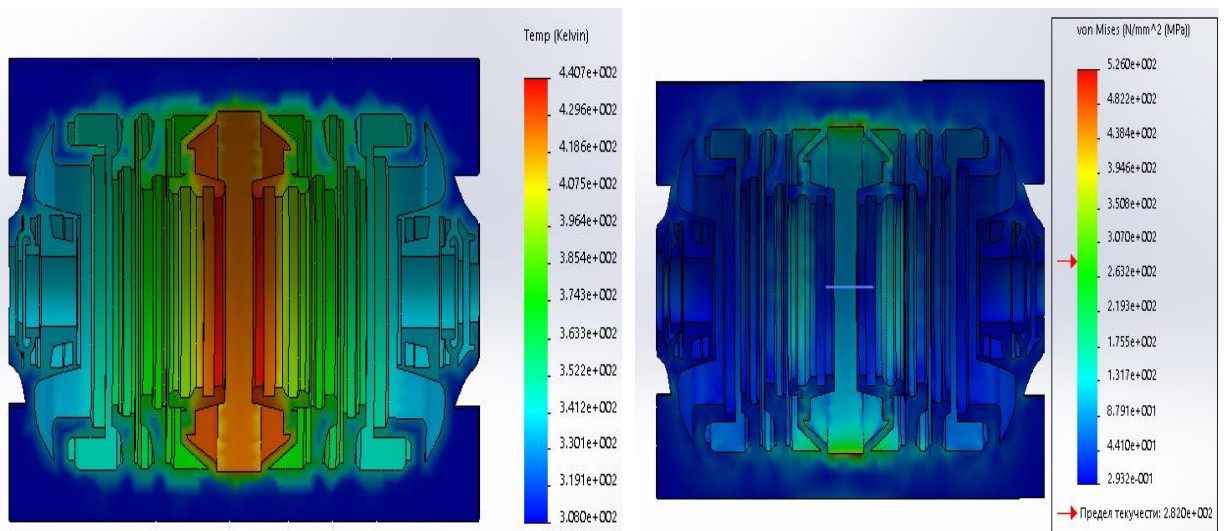 Temp (Kelvin)
4.407e+002
4.296e+002
4.186e+002
4.075e+002
3.964e+002
3.854e+002
3.743e+002
3.633e+002
3.522e+002
3.412e+002
3.301e+002
3.191e+002
3.080e+002
von Mises (N/mm^2 (MPa))
5.260e+002
4.822e+002
4.384e+002
3.946e+002
3.508e+002
3.070e+002
2.632e+002
2.193e+002
1.755e+002
1.317e+002
8.791e+001
4.410e-001
2.932e-001
Предел текучести: 2.820e+002